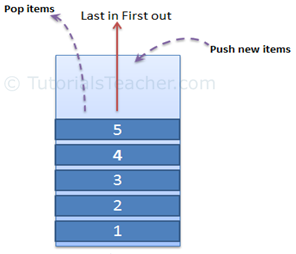 Pop items
Last in First out
Push new items
© TutorialsTeacher.com
5
4
3
2
1